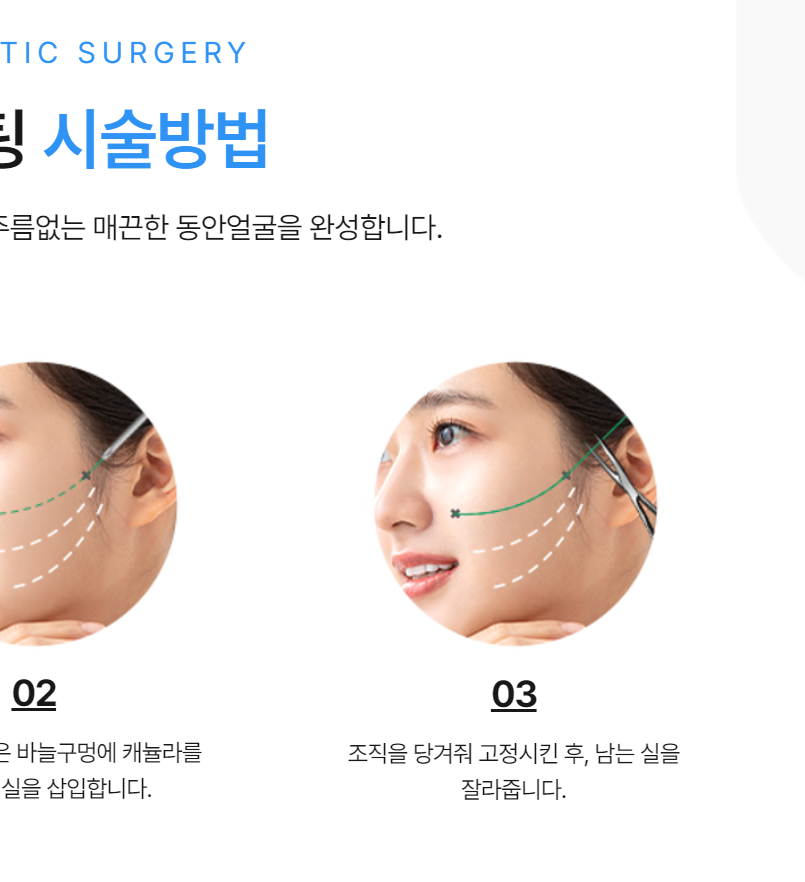 TIC SURGERY
팅 시술방법
주름없는 매끈한 동안얼굴을 완성합니다.
02
은 바늘구멍에 캐뉼라를
실을 삽입합니다.
03
조직을 당겨줘 고정시킨 후, 남는 실을
잘라줍니다.